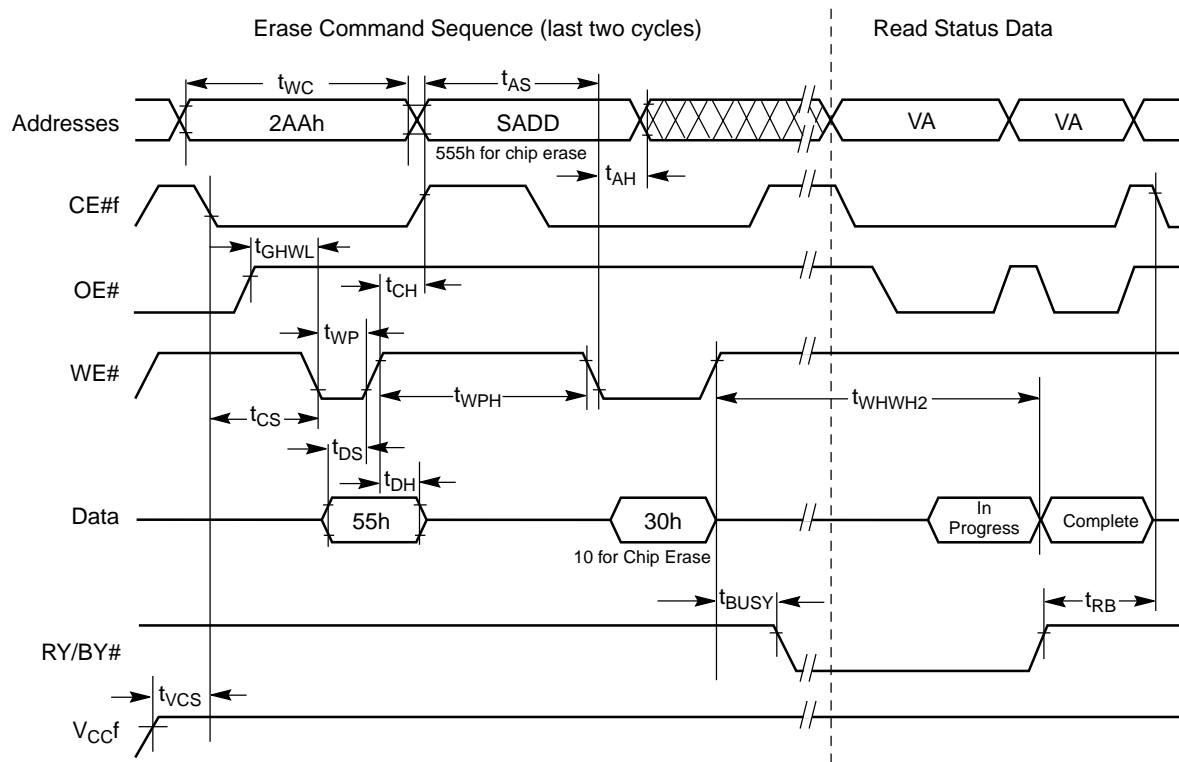 Erase Command Sequence (last two cycles)
Read Status Data
tWC
tAS
Addresses
2AAh
SADD
VA
VA
555h for chip erase
tAH
CE#f
tGHWL
OE#
tCH
tWP
WE#
tWPH
tWHWH2
tCS
tDS
tDH
Data
55h
30h
In
Progress
Complete
10 for Chip Erase
tBUSY
tRB
RY/BY#
tVCS
VCCf